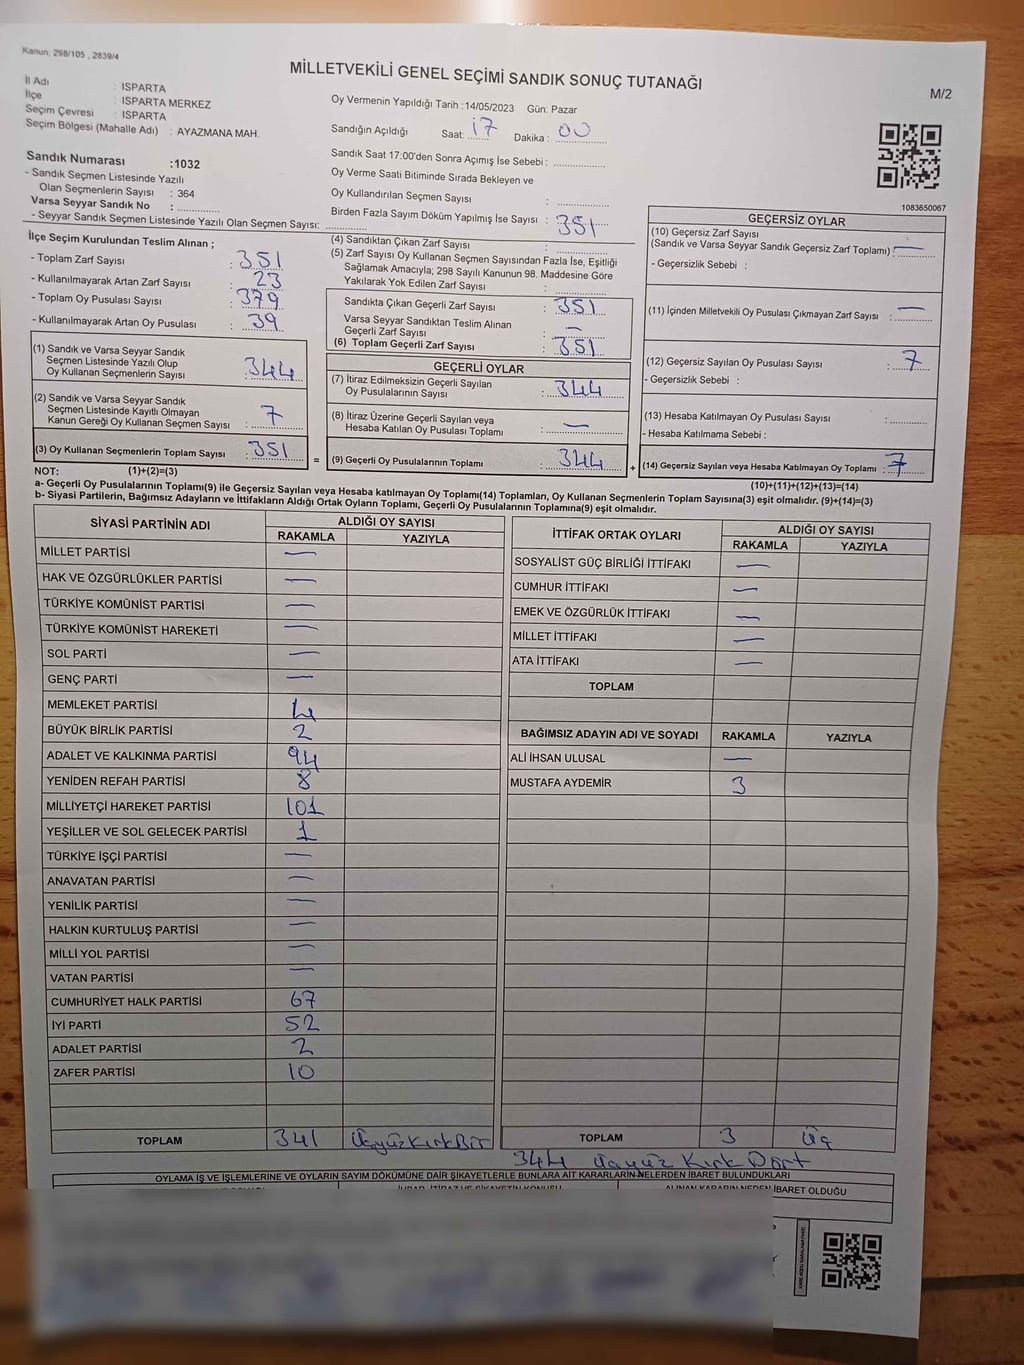 Kanun; 298/105 , 2839/4
MİLLETVEKİLİ GENEL SEÇİMİ SANDIK SONUÇ TUTANAĞI
M/2
İl Adı : ISPARTA
İlçe : ISPARTA MERKEZ
Seçim Çevresi : ISPARTA
Seçim Bölgesi (Mahalle Adı) : AYAZMANA MAH.
Sandık Numarası :1032
- Sandık Seçmen Listesinde Yazılı
Olan Seçmenlerin Sayısı : 364
Varsa Seyyar Sandık No :
- Seyyar Sandık Seçmen Listesinde Yazılı Olan Seçmen Sayısı:
Oy Vermenin Yapıldığı Tarih :14/05/2023 Gün: Pazar
Sandığın Açıldığı Saat: 17 Dakika : 00
Sandık Saat 17:00'den Sonra Açımış İse Sebebi :
Oy Verme Saati Bitiminde Sırada Bekleyen ve
Oy Kullandırılan Seçmen Sayısı :
Birden Fazla Sayım Döküm Yapılmış İse Sayısı : 351
1083650067
İlçe Seçim Kurulundan Teslim Alınan ;
- Toplam Zarf Sayısı : 351
- Kullanılmayarak Artan Zarf Sayısı : 23
- Toplam Oy Pusulası Sayısı : 379
- Kullanılmayarak Artan Oy Pusulası : 39
(4) Sandıktan Çıkan Zarf Sayısı :
(5) Zarf Sayısı Oy Kullanan Seçmen Sayısından Fazla İse, Eşitliği
Sağlamak Amacıyla; 298 Sayılı Kanunun 98. Maddesine Göre
Yakılarak Yok Edilen Zarf Sayısı :
Sandıkta Çıkan Geçerli Zarf Sayısı : 351
Varsa Seyyar Sandıktan Teslim Alınan
Geçerli Zarf Sayısı : —
(6) Toplam Geçerli Zarf Sayısı : 351
GEÇERSİZ OYLAR
(10) Geçersiz Zarf Sayısı
(Sandık ve Varsa Seyyar Sandık Geçersiz Zarf Toplamı) : —
- Geçersizlik Sebebi :
(11) İçinden Milletvekili Oy Pusulası Çıkmayan Zarf Sayısı : —
(12) Geçersiz Sayılan Oy Pusulası Sayısı : 7
- Geçersizlik Sebebi :
(13) Hesaba Katılmayan Oy Pusulası Sayısı :
- Hesaba Katılmama Sebebi :
(14) Geçersiz Sayılan veya Hesaba Katılmayan Oy Toplamı : 7
(1) Sandık ve Varsa Seyyar Sandık
Seçmen Listesinde Yazılı Olup
Oy Kullanan Seçmenlerin Sayısı : 344
(2) Sandık ve Varsa Seyyar Sandık
Seçmen Listesinde Kayıtlı Olmayan
Kanun Gereği Oy Kullanan Seçmen Sayısı : 7
(3) Oy Kullanan Seçmenlerin Toplam Sayısı : 351
GEÇERLİ OYLAR
(7) İtiraz Edilmeksizin Geçerli Sayılan
Oy Pusulalarının Sayısı : 344
(8) İtiraz Üzerine Geçerli Sayılan veya
Hesaba Katılan Oy Pusulaları Toplamı : —
= (9) Geçerli Oy Pusulalarının Toplamı : 344 +
NOT: (1)+(2)=(3)
(10)+(11)+(12)+(13)=(14)
a- Geçerli Oy Pusulalarının Toplamı(9) ile Geçersiz Sayılan veya Hesaba katılmayan Oy Toplamı(14) Toplamları, Oy Kullanan Seçmenlerin Toplam Sayısına(3) eşit olmalıdır. (9)+(14)=(3)
b- Siyasi Partilerin, Bağımsız Adayların ve İttifakların Aldığı Ortak Oyların Toplamı, Geçerli Oy Pusulalarının Toplamına(9) eşit olmalıdır.
SİYASİ PARTİNİN ADI ALDIĞI OY SAYISI
RAKAMLA YAZIYLA
MİLLET PARTİSİ —
HAK VE ÖZGÜRLÜKLER PARTİSİ —
TÜRKİYE KOMÜNİST PARTİSİ —
TÜRKİYE KOMÜNİST HAREKETİ —
SOL PARTİ —
GENÇ PARTİ —
MEMLEKET PARTİSİ 4
BÜYÜK BİRLİK PARTİSİ 2
ADALET VE KALKINMA PARTİSİ 94
YENİDEN REFAH PARTİSİ 8
MİLLİYETÇİ HAREKET PARTİSİ 101
YEŞİLLER VE SOL GELECEK PARTİSİ 1
TÜRKİYE İŞÇİ PARTİSİ —
ANAVATAN PARTİSİ —
YENİLİK PARTİSİ —
HALKIN KURTULUŞ PARTİSİ —
MİLLİ YOL PARTİSİ —
VATAN PARTİSİ —
CUMHURİYET HALK PARTİSİ 67
İYİ PARTİ 52
ADALET PARTİSİ 2
ZAFER PARTİSİ 10
TOPLAM 341 ÜçyüzKırkBir
İTTİFAK ORTAK OYLARI ALDIĞI OY SAYISI
RAKAMLA YAZIYLA
SOSYALİST GÜÇ BİRLİĞİ İTTİFAKI —
CUMHUR İTTİFAKI —
EMEK VE ÖZGÜRLÜK İTTİFAKI —
MİLLET İTTİFAKI —
ATA İTTİFAKI —
TOPLAM
BAĞIMSIZ ADAYIN ADI VE SOYADI RAKAMLA YAZIYLA
ALİ İHSAN ULUSAL —
MUSTAFA AYDEMİR 3
TOPLAM 3 Üç
344 Üçyüz Kırk Dört
OYLAMA İŞ VE İŞLEMLERİNE VE OYLARIN SAYIM DÖKÜMÜNE DAİR ŞİKAYETLERLE BUNLARA AİT KARARLARIN NELERDEN İBARET BULUNDUKLARI
ALINAN KARARIN NEDEN İBARET OLDUĞU